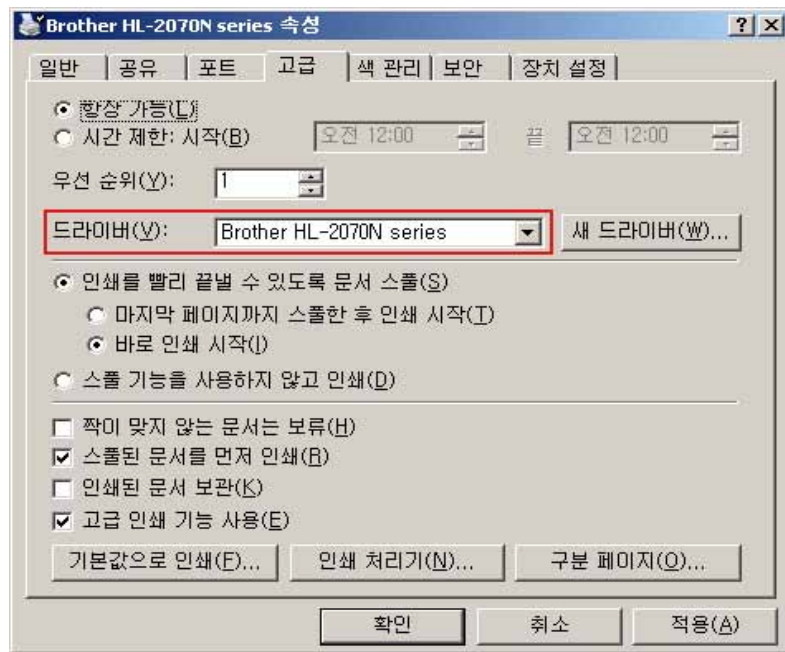 Brother HL-2070N series 속성
일반 공유 포트 고급 색 관리 보안 장치 설정
항상 가능(L)
시간 제한: 시작(B) 오전 12:00 끝 오전 12:00
우선 순위(Y): 1
드라이버(V): Brother HL-2070N series 새 드라이버(W)...
인쇄를 빨리 끝낼 수 있도록 문서 스풀(S)
마지막 페이지까지 스풀한 후 인쇄 시작(T)
바로 인쇄 시작(I)
스풀 기능을 사용하지 않고 인쇄(D)
짝이 맞지 않는 문서는 보류(H)
스풀된 문서를 먼저 인쇄(R)
인쇄된 문서 보관(K)
고급 인쇄 기능 사용(E)
기본값으로 인쇄(F)... 인쇄 처리기(N)... 구분 페이지(O)...
확인 취소 적용(A)